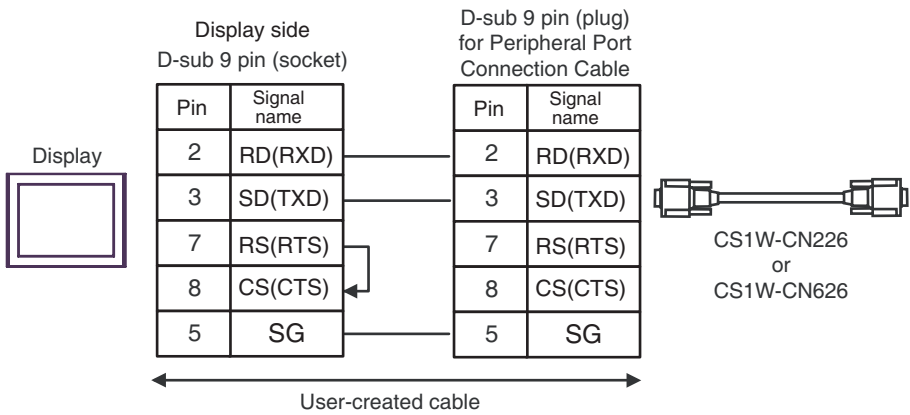 Display side
D-sub 9 pin (socket)
D-sub 9 pin (plug)
for Peripheral Port
Connection Cable
Display
Pin Signal name
2 RD(RXD)
3 SD(TXD)
7 RS(RTS)
8 CS(CTS)
5 SG
Pin Signal name
2 RD(RXD)
3 SD(TXD)
7 RS(RTS)
8 CS(CTS)
5 SG
CS1W-CN226
or
CS1W-CN626
User-created cable